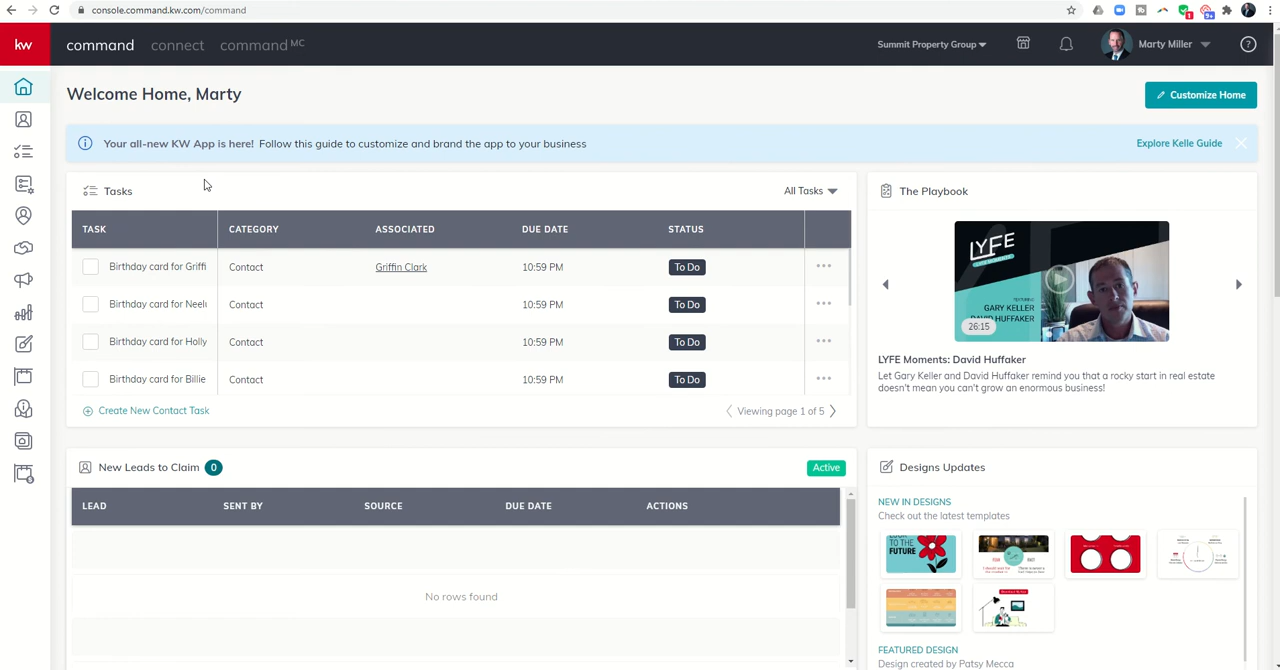 console.command.kw.com/command
1
9+
kw
command
connect
command MC
Summit Property Group
Marty Miller
?
Welcome Home, Marty
Customize Home
Your all-new KW App is here! Follow this guide to customize and brand the app to your business
Explore Kelle Guide
Tasks
All Tasks
TASK CATEGORY ASSOCIATED DUE DATE STATUS
Birthday card for Griffi Contact Griffin Clark 10:59 PM To Do
Birthday card for Neelu Contact 10:59 PM To Do
Birthday card for Holly Contact 10:59 PM To Do
Birthday card for Billie Contact 10:59 PM To Do
Create New Contact Task
Viewing page 1 of 5
The Playbook
LYFE
FEATURING
GARY KELLER
DAVID HUFFAKER
26:15
LYFE Moments: David Huffaker
Let Gary Keller and David Huffaker remind you that a rocky start in real estate
doesn't mean you can't grow an enormous business!
New Leads to Claim 0
Active
LEAD SENT BY SOURCE DUE DATE ACTIONS
No rows found
Designs Updates
NEW IN DESIGNS
Check out the latest templates
TO THE
FUTURE
FEATURED DESIGN
Design created by Patsy Mecca